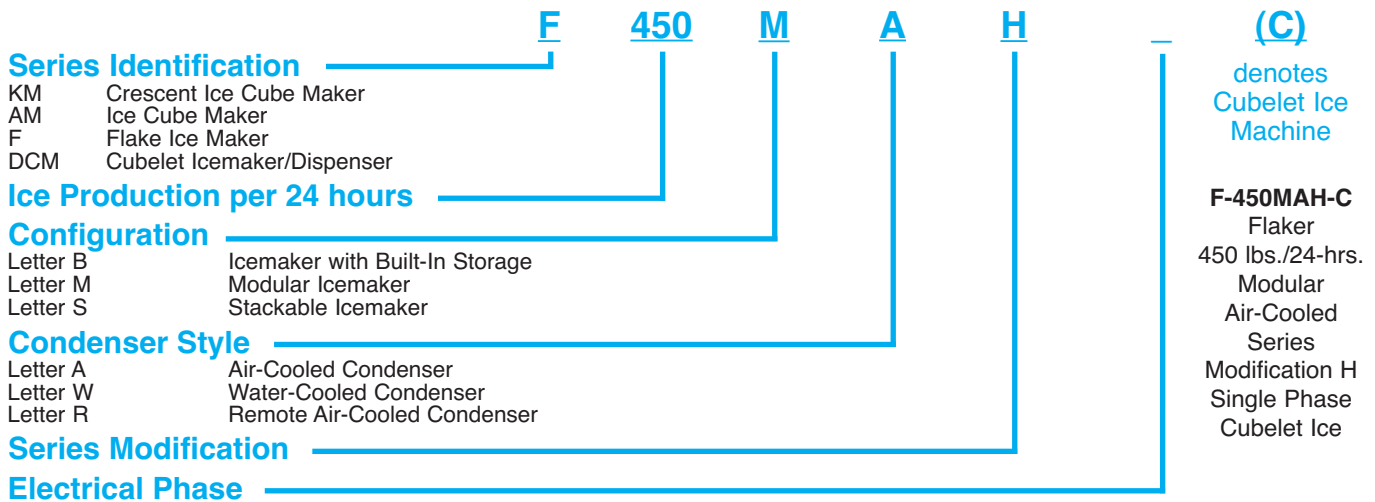 F 450 M A H _ (C)
Series Identification
KM Crescent Ice Cube Maker
AM Ice Cube Maker
F Flake Ice Maker
DCM Cubelet Icemaker/Dispenser
Ice Production per 24 hours
Configuration
Letter B Icemaker with Built-In Storage
Letter M Modular Icemaker
Letter S Stackable Icemaker
Condenser Style
Letter A Air-Cooled Condenser
Letter W Water-Cooled Condenser
Letter R Remote Air-Cooled Condenser
Series Modification
Electrical Phase
denotes
Cubelet Ice
Machine
F-450MAH-C
Flaker
450 lbs./24-hrs.
Modular
Air-Cooled
Series
Modification H
Single Phase
Cubelet Ice